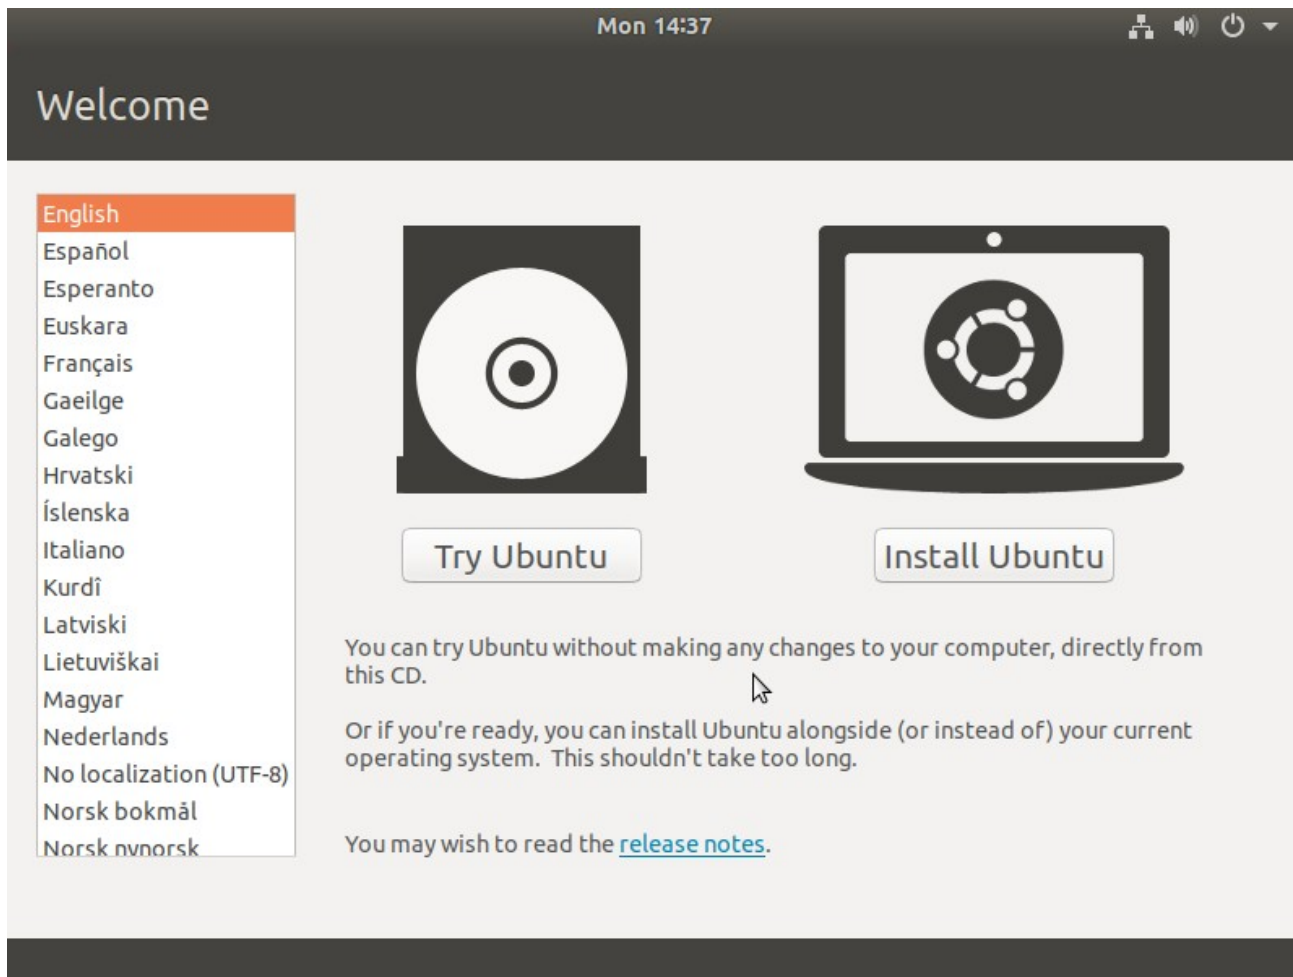 Mon 14:37
Welcome
English
Español
Esperanto
Euskara
Français
Gaeilge
Galego
Hrvatski
Íslenska
Italiano
Kurdî
Latviski
Lietuviškai
Magyar
Nederlands
No localization (UTF-8)
Norsk bokmål
Norsk nynorsk
Try Ubuntu
Install Ubuntu
You can try Ubuntu without making any changes to your computer, directly from
this CD.
Or if you're ready, you can install Ubuntu alongside (or instead of) your current
operating system.  This shouldn't take too long.
You may wish to read the release notes.